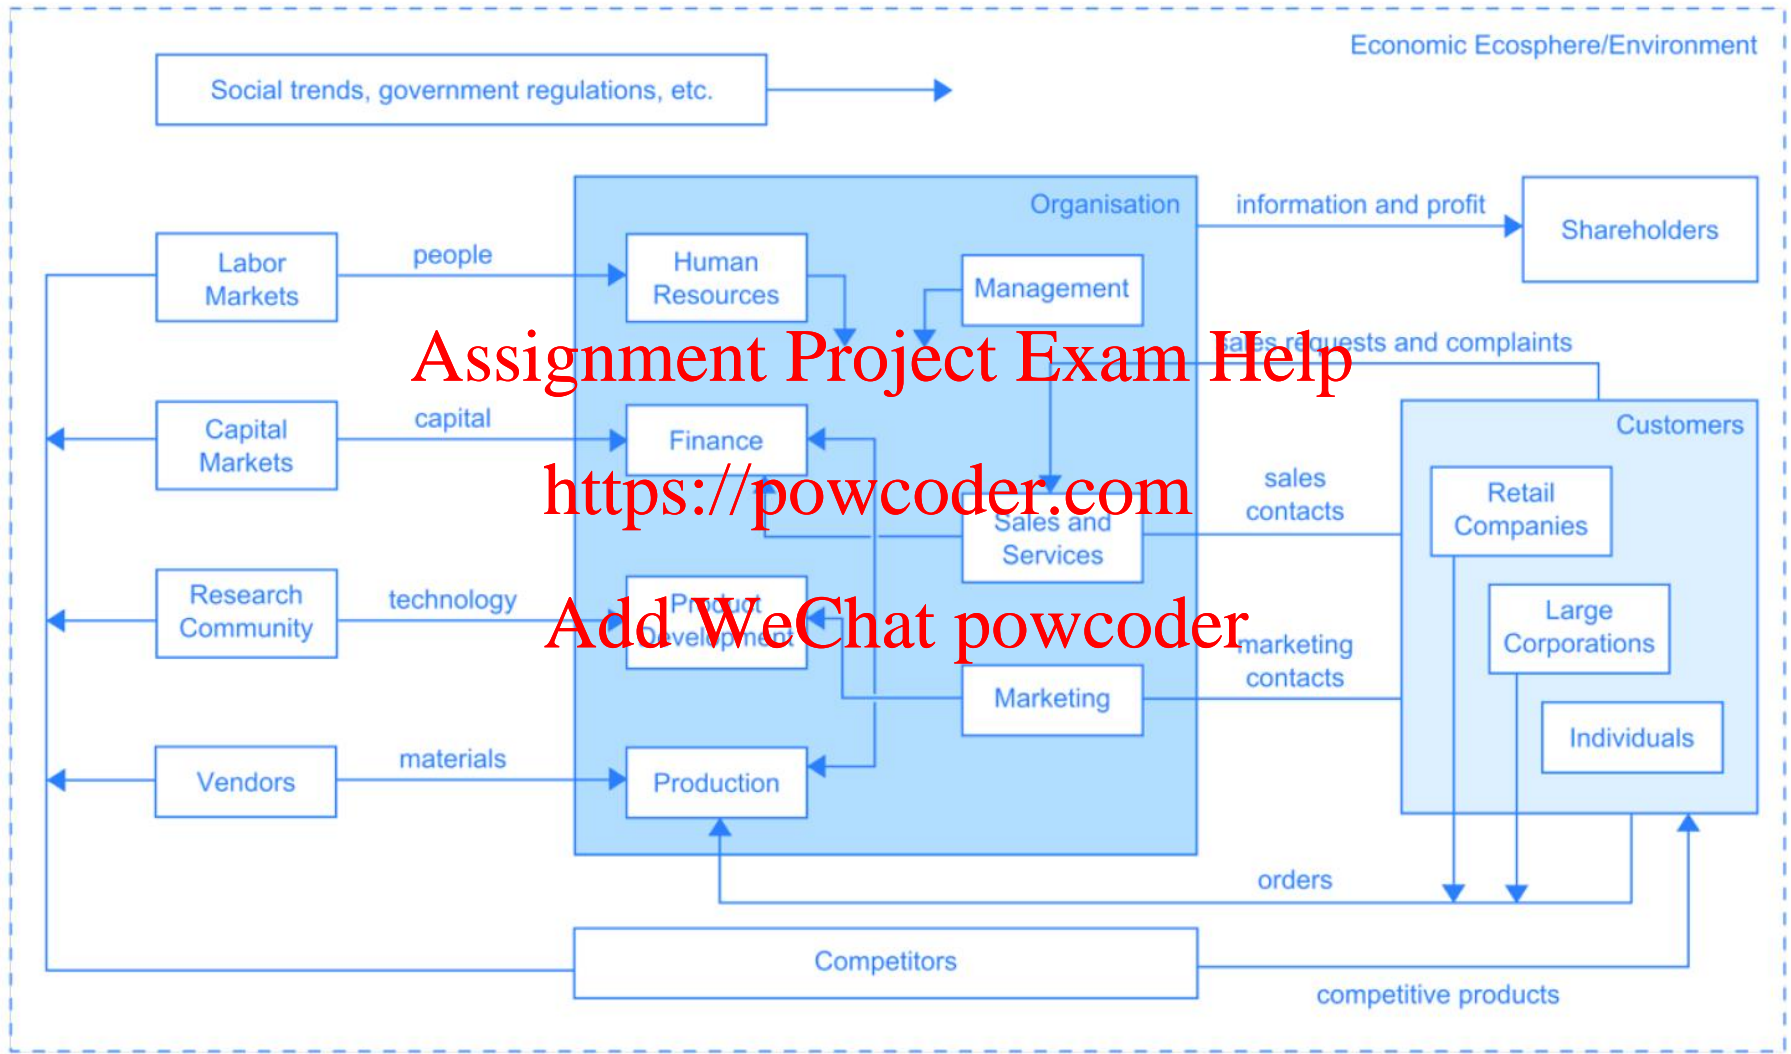 Economic Ecosphere/Environment
Social trends, government regulations, etc.
Organisation
information and profit
Shareholders
Labor
Markets
people
Human
Resources
Management
sales requests and complaints
Assignment Project Exam Help
Customers
Capital
Markets
capital
Finance
https://powcoder.com
sales
contacts
Retail
Companies
Sales and
Services
Research
Community
technology
Product
Development
Add WeChat powcoder
Large
Corporations
marketing
contacts
Marketing
Individuals
Vendors
materials
Production
orders
Competitors
competitive products